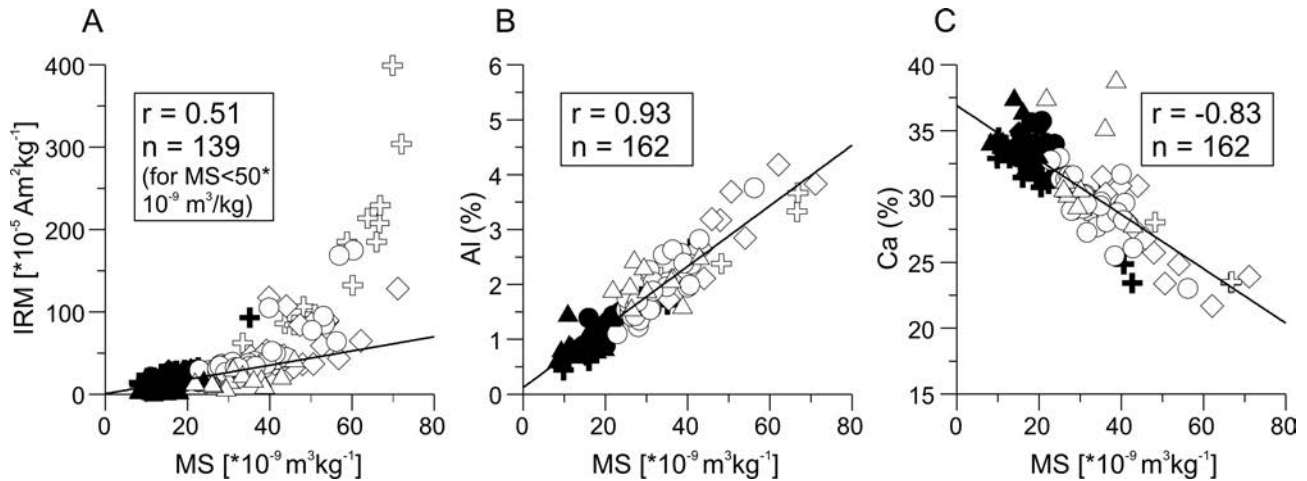 A
IRM [*10⁻⁵ Am²kg⁻¹]
400
300
200
100
0
r = 0.51
n = 139
(for MS<50*
10⁻⁹ m³/kg)
0 20 40 60 80
MS [*10⁻⁹ m³kg⁻¹]
B
Al (%)
6
5
4
3
2
1
0
r = 0.93
n = 162
0 20 40 60 80
MS [*10⁻⁹ m³kg⁻¹]
C
Ca (%)
40
35
30
25
20
15
r = -0.83
n = 162
0 20 40 60 80
MS [*10⁻⁹ m³kg⁻¹]